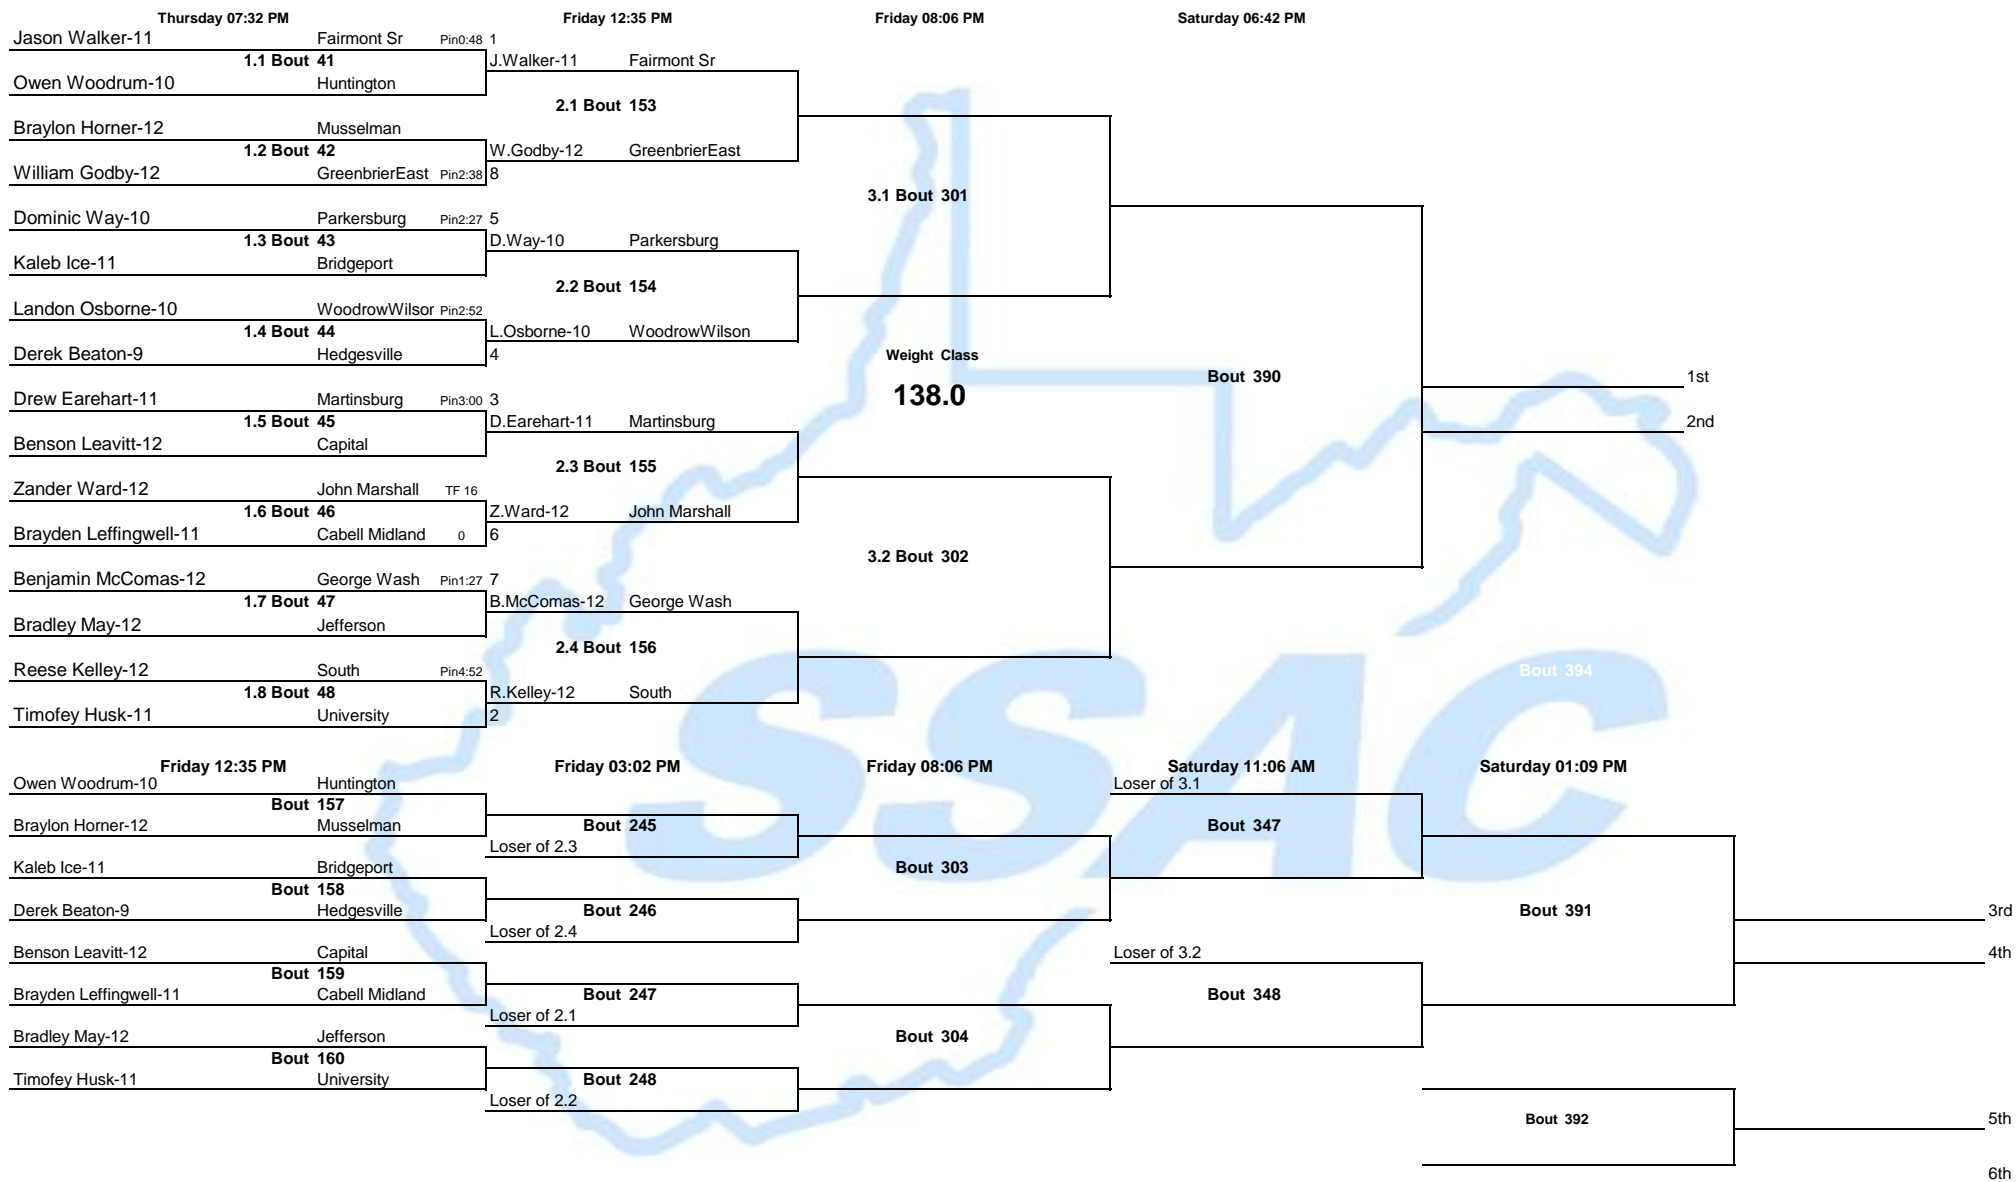 Thursday 07:32 PM Friday 12:35 PM Friday 08:06 PM Saturday 06:42 PM
Jason Walker-11 Fairmont Sr Pin0:48 1
1.1 Bout 41 J.Walker-11 Fairmont Sr
Owen Woodrum-10 Huntington
2.1 Bout 153
Braylon Horner-12 Musselman
1.2 Bout 42 W.Godby-12 GreenbrierEast
William Godby-12 GreenbrierEast Pin2:38 8
3.1 Bout 301
Dominic Way-10 Parkersburg Pin2:27 5
1.3 Bout 43 D.Way-10 Parkersburg
Kaleb Ice-11 Bridgeport
2.2 Bout 154
Landon Osborne-10 WoodrowWilsor Pin2:52
1.4 Bout 44 L.Osborne-10 WoodrowWilson
Derek Beaton-9 Hedgesville 4 Weight Class
Bout 390 1st
138.0
Drew Earehart-11 Martinsburg Pin3:00 3
1.5 Bout 45 D.Earehart-11 Martinsburg 2nd
Benson Leavitt-12 Capital
2.3 Bout 155
Zander Ward-12 John Marshall TF 16
1.6 Bout 46 Z.Ward-12 John Marshall
Brayden Leffingwell-11 Cabell Midland 0 6
3.2 Bout 302
Benjamin McComas-12 George Wash Pin1:27 7
1.7 Bout 47 B.McComas-12 George Wash
Bradley May-12 Jefferson
2.4 Bout 156
Reese Kelley-12 South Pin4:52 Bout 394
1.8 Bout 48 R.Kelley-12 South
Timofey Husk-11 University 2
SSAC
Friday 12:35 PM Friday 03:02 PM Friday 08:06 PM Saturday 11:06 AM Saturday 01:09 PM
Owen Woodrum-10 Huntington Loser of 3.1
Bout 157
Braylon Horner-12 Musselman Bout 245 Bout 347
Loser of 2.3
Kaleb Ice-11 Bridgeport Bout 303
Bout 158
Derek Beaton-9 Hedgesville Bout 246 Bout 391 3rd
Loser of 2.4
Benson Leavitt-12 Capital Loser of 3.2 4th
Bout 159
Brayden Leffingwell-11 Cabell Midland Bout 247 Bout 348
Loser of 2.1
Bradley May-12 Jefferson Bout 304
Bout 160
Timofey Husk-11 University Bout 248
Loser of 2.2
Bout 392 5th
6th